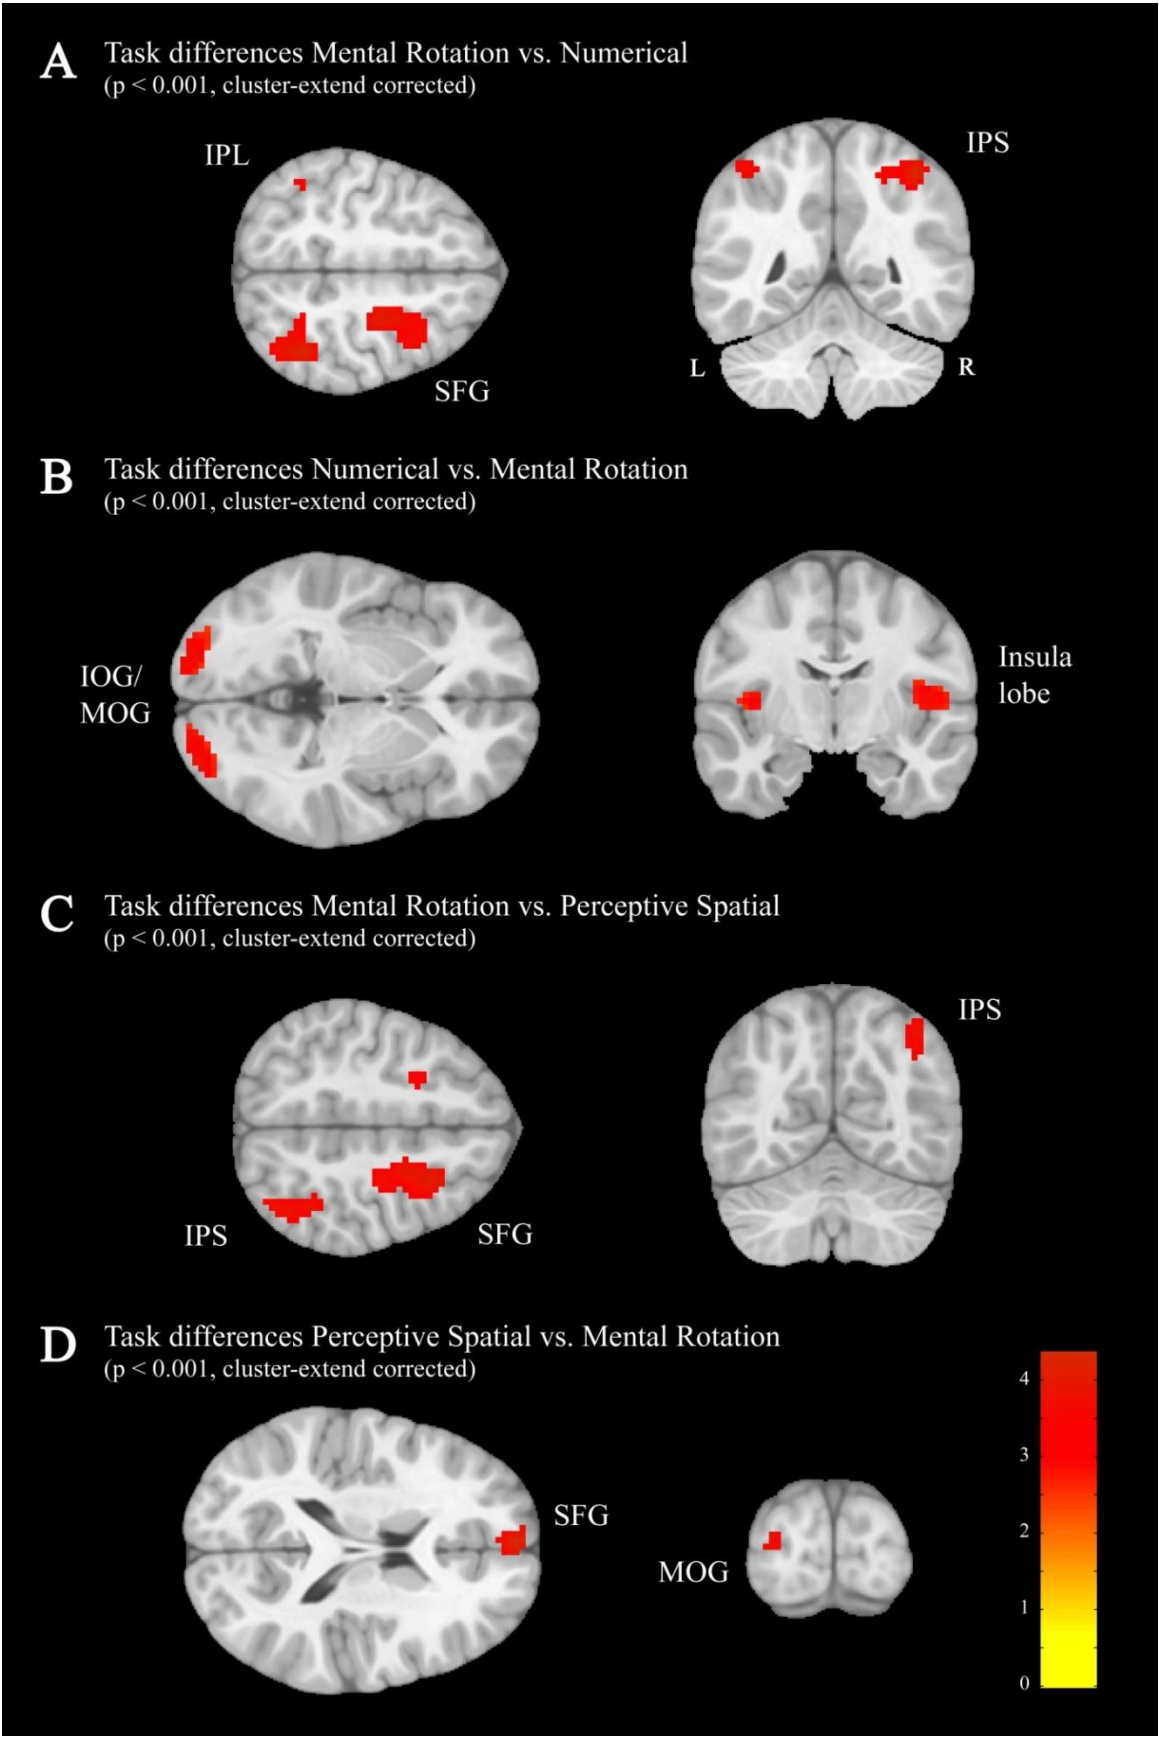 A
Task differences Mental Rotation vs. Numerical
(p < 0.001, cluster-extend corrected)
IPL
IPS
SFG
L
R
B
Task differences Numerical vs. Mental Rotation
(p < 0.001, cluster-extend corrected)
IOG/
MOG
Insula
lobe
C
Task differences Mental Rotation vs. Perceptive Spatial
(p < 0.001, cluster-extend corrected)
IPS
IPS
SFG
D
Task differences Perceptive Spatial vs. Mental Rotation
(p < 0.001, cluster-extend corrected)
SFG
MOG
4
3
2
1
0